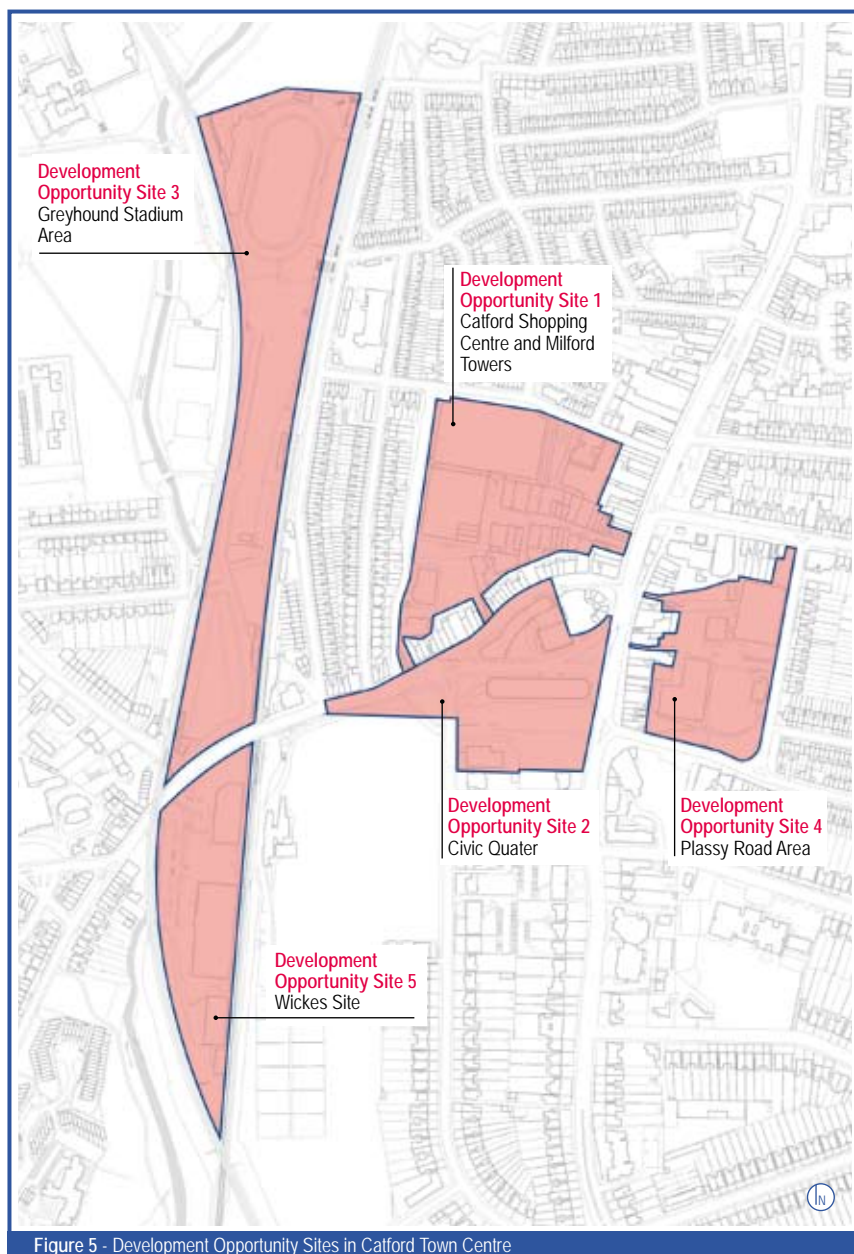 Development
Opportunity Site 3
Greyhound Stadium
Area
Development
Opportunity Site 1
Catford Shopping
Centre and Milford
Towers
Development
Opportunity Site 2
Civic Quater
Development
Opportunity Site 4
Plassy Road Area
Development
Opportunity Site 5
Wickes Site
N
Figure 5 - Development Opportunity Sites in Catford Town Centre